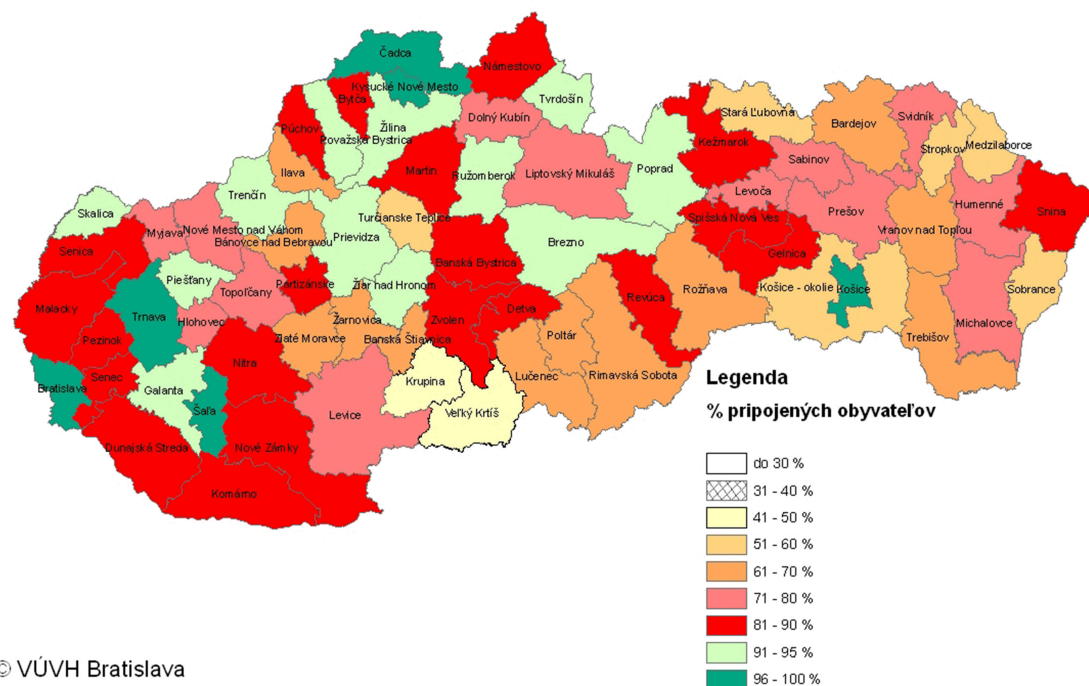 Čadca
Námestovo
Kysucké Nové Mesto
Bytča
Tvrdošín
Stará Ľubovňa
Bardejov
Svidník
Dolný Kubín
Púchov
Považská Bystrica
Žilina
Kežmarok
Stropkov
Medzilaborce
Sabinov
Ilava
Martin
Ružomberok
Liptovský Mikuláš
Poprad
Levoča
Trenčín
Humenné
Snina
Skalica
Turčianske Teplice
Spišská Nová Ves
Prešov
Myjava
Nové Mesto nad Váhom
Vranov nad Topľou
Bánovce nad Bebravou
Prievidza
Brezno
Senica
Banská Bystrica
Gelnica
Piešťany
Partizánske
Žiar nad Hronom
Košice - okolie
Košice
Rožňava
Sobrance
Topoľčany
Revúca
Malacky
Trnava
Hlohovec
Žarnovica
Zvolen
Detva
Michalovce
Pezinok
Zlaté Moravce
Banská Štiavnica
Poltár
Trebišov
Nitra
Senec
Lučenec
Rimavská Sobota
Bratislava
Galanta
Krupina
Šaľa
Levice
Veľký Krtíš
Dunajská Streda
Nové Zámky
Komárno
Legenda
% pripojených obyvateľov
do 30 %
31 - 40 %
41 - 50 %
51 - 60 %
61 - 70 %
71 - 80 %
81 - 90 %
91 - 95 %
96 - 100 %
© VÚVH Bratislava